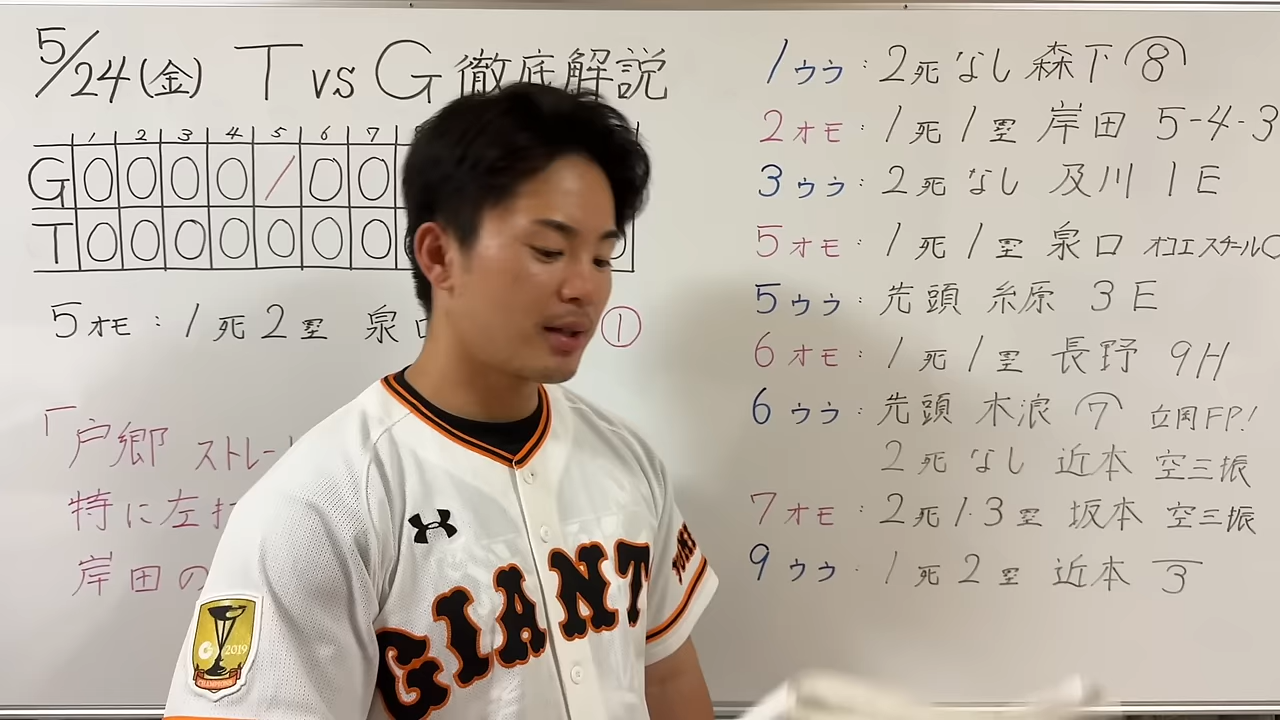 5/24(金) T vs G 徹底解説
1 2 3 4 5 6 7
G 0 0 0 0 1 0 0
T 0 0 0 0 0 0 0
5オモ:1死2塁 泉口 ①
「戸郷 ストレー
特に左打
岸田の
1ウラ:2死なし 森下 ⑧
2オモ:1死1塁 岸田 5-4-3
3ウラ:2死なし 及川 1E
5オモ:1死1塁 泉口 オコエスチール〇
5ウラ:先頭 糸原 3E
6オモ:1死1塁 長野 9H
6ウラ:先頭 木浪 ⑦ 立岡FP!
2死なし 近本 空三振
7オモ:2死1・3塁 坂本 空三振
9ウラ:1死2塁 近本 3
GIANT
2019
CHAMPIONS